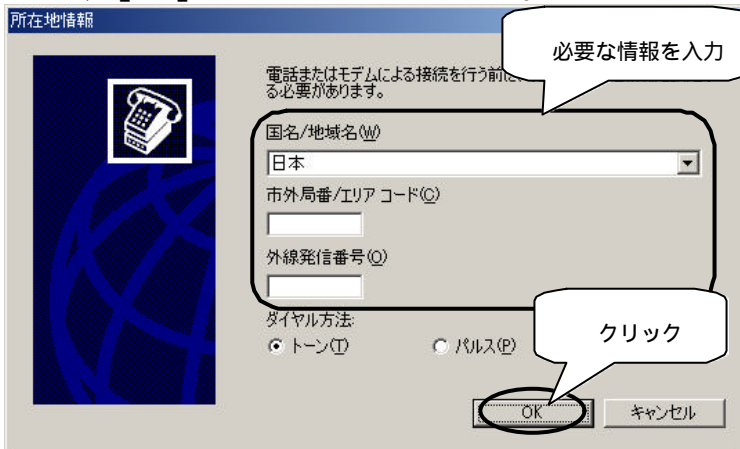 所在地情報
必要な情報を入力
電話またはモデムによる接続を行う前に
る必要があります。
国名/地域名(W)
日本
市外局番/エリア コード(C)
外線発信番号(O)
ダイヤル方法:
トーン(T) パルス(P)
クリック
OK キャンセル